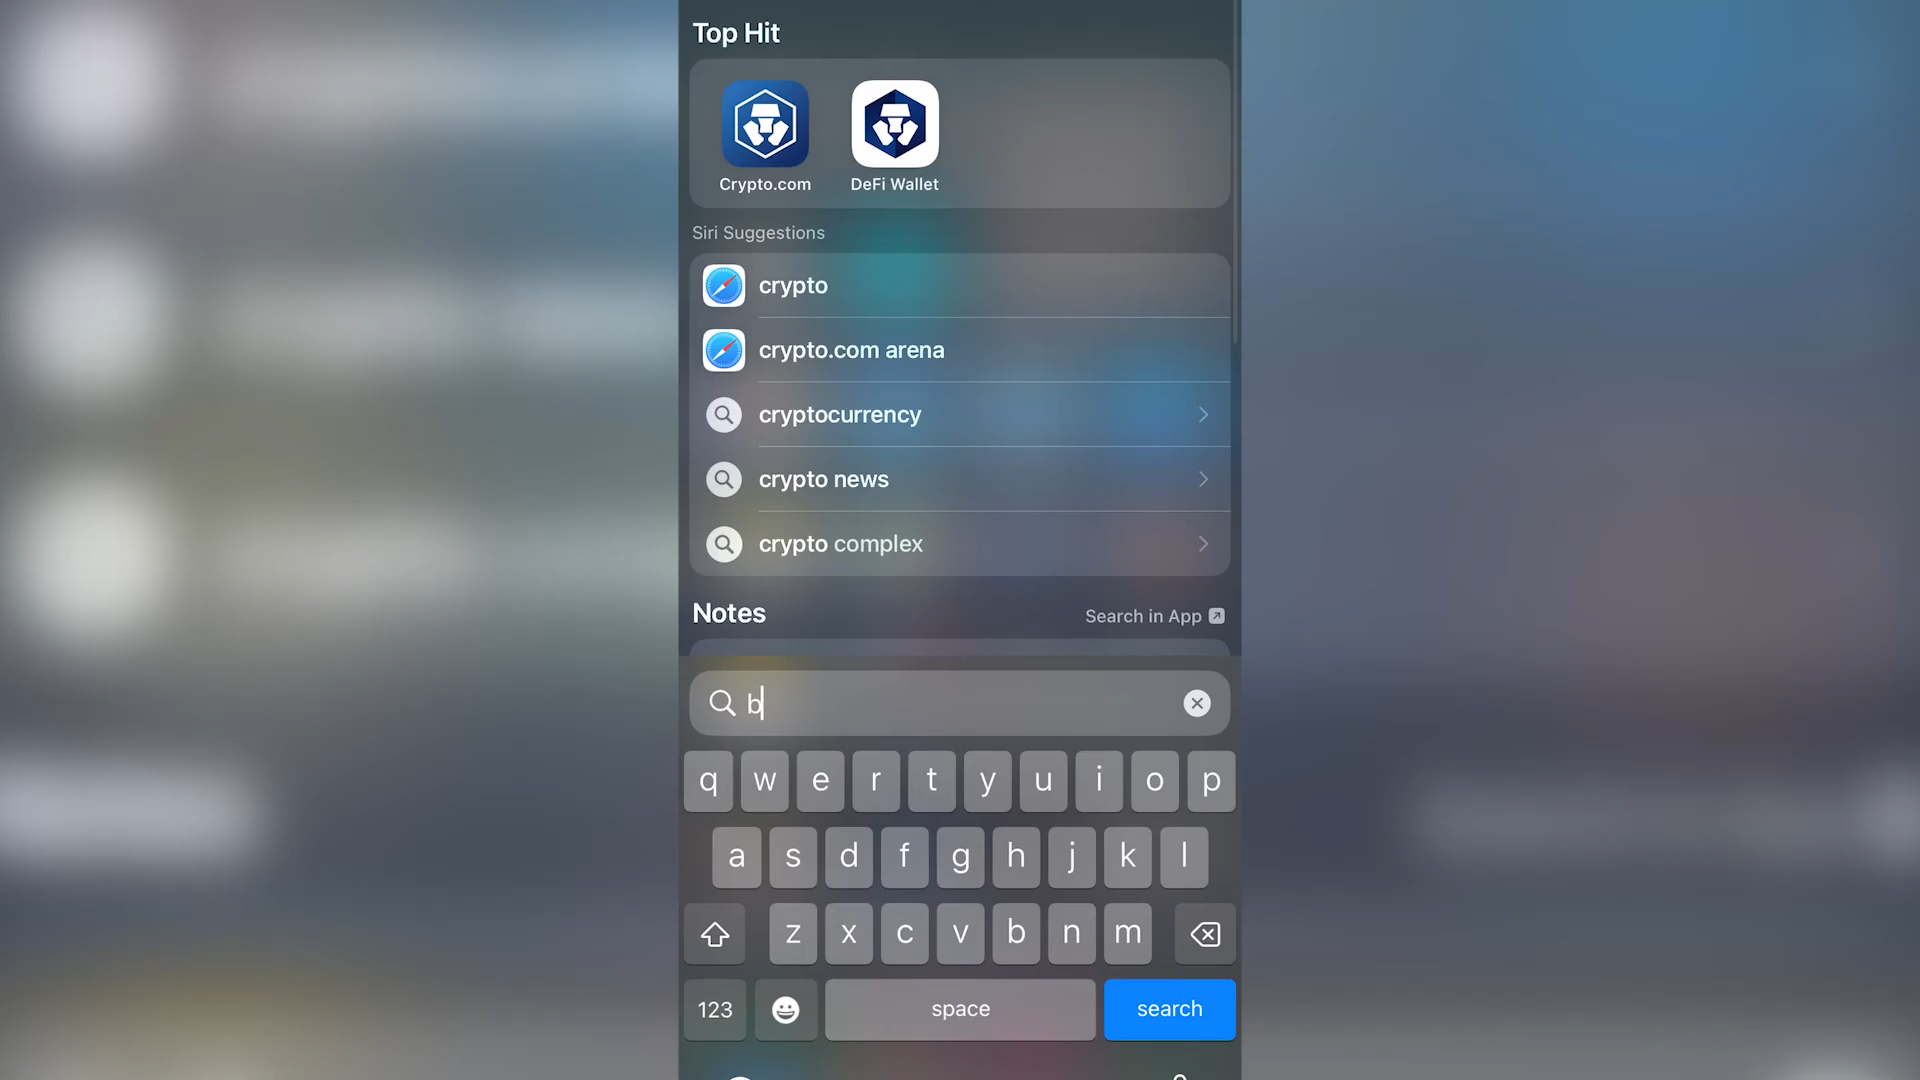 Top Hit
Crypto.com
DeFi Wallet
Siri Suggestions
crypto
crypto.com arena
cryptocurrency
crypto news
crypto complex
Notes
Search in App
b
q w e r t y u i o p
a s d f g h j k l
z x c v b n m
123
space
search